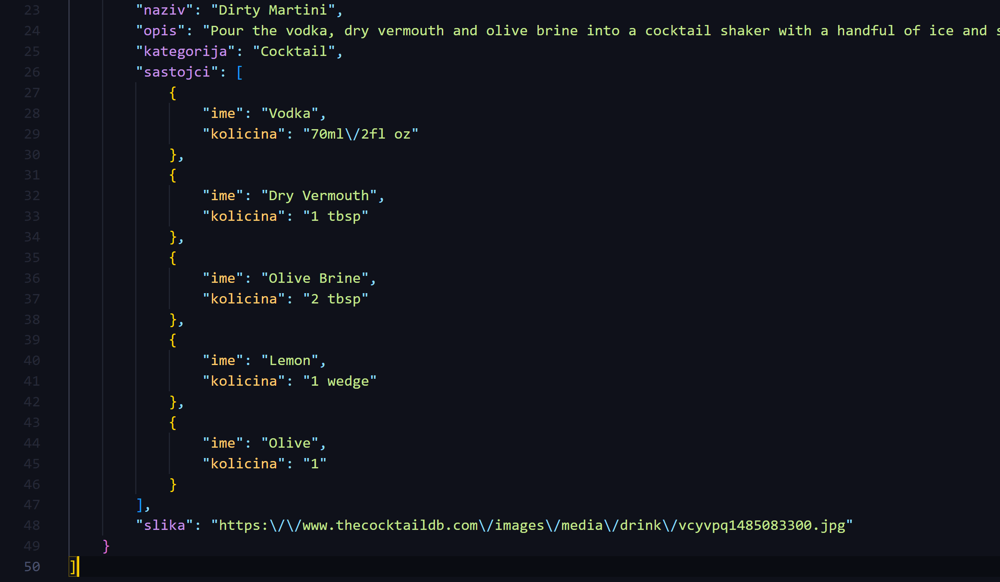 23 "naziv": "Dirty Martini",
24 "opis": "Pour the vodka, dry vermouth and olive brine into a cocktail shaker with a handful of ice and
25 "kategorija": "Cocktail",
26 "sastojci": [
27 {
28 "ime": "Vodka",
29 "kolicina": "70ml\/2fl oz"
30 },
31 {
32 "ime": "Dry Vermouth",
33 "kolicina": "1 tbsp"
34 },
35 {
36 "ime": "Olive Brine",
37 "kolicina": "2 tbsp"
38 },
39 {
40 "ime": "Lemon",
41 "kolicina": "1 wedge"
42 },
43 {
44 "ime": "Olive",
45 "kolicina": "1"
46 }
47 ],
48 "slika": "https:\/\/www.thecocktaildb.com\/images\/media\/drink\/vcyvpq1485083300.jpg"
49 }
50 ]